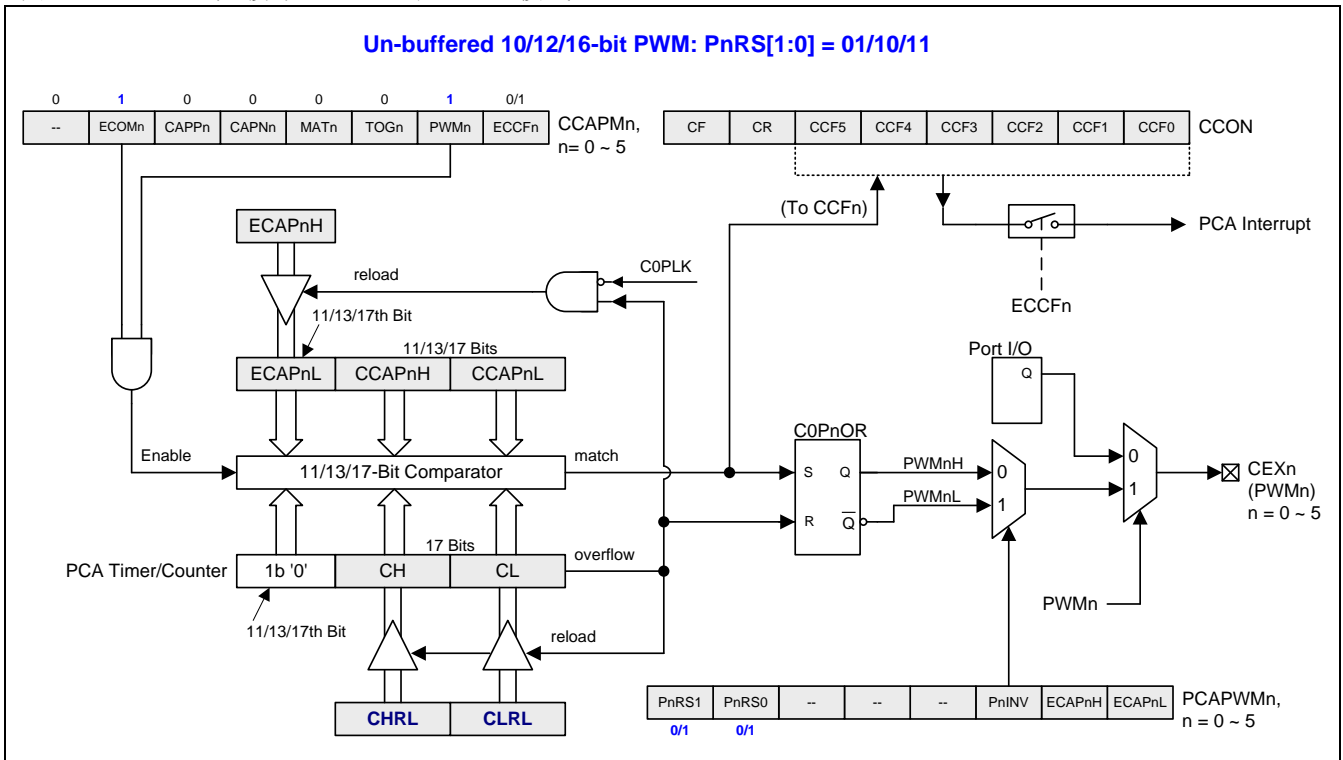 Un-buffered 10/12/16-bit PWM: PnRS[1:0] = 01/10/11
0 1 0 0 0 0 1 0/1
-- ECOMn CAPPn CAPNn MATn TOGn PWMn ECCFn
CCAPMn,
n= 0 ~ 5
CF CR CCF5 CCF4 CCF3 CCF2 CCF1 CCF0 CCON
(To CCFn)
PCA Interrupt
ECCFn
ECAPnH
reload
C0PLK
11/13/17th Bit
11/13/17 Bits
ECAPnL CCAPnH CCAPnL
Port I/O
Q
Enable
11/13/17-Bit Comparator
match
C0PnOR
S Q
R Q
PWMnH
PWMnL
0
1
0
1
CEXn
(PWMn)
n = 0 ~ 5
17 Bits
PCA Timer/Counter
1b '0' CH CL
overflow
11/13/17th Bit
reload
PWMn
CHRL CLRL
PnRS1 PnRS0 -- -- -- PnINV ECAPnH ECAPnL
0/1 0/1
PCAPWMn,
n = 0 ~ 5